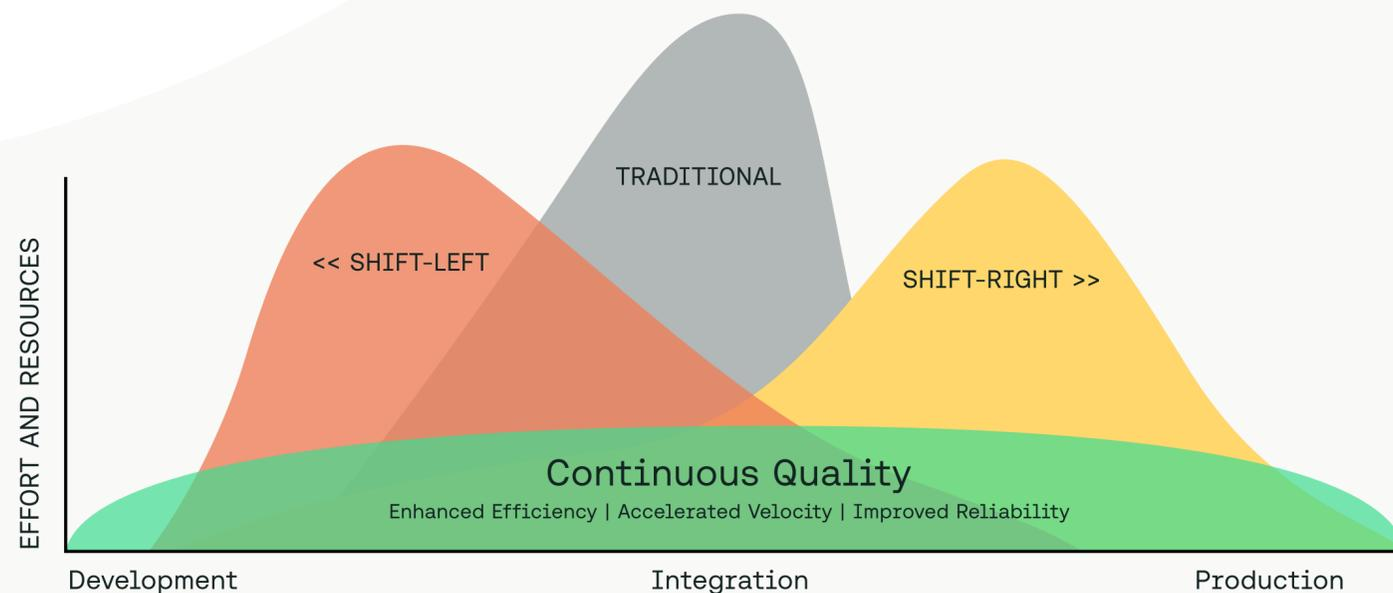 TRADITIONAL
<< SHIFT-LEFT
SHIFT-RIGHT >>
EFFORT AND RESOURCES
Continuous Quality
Enhanced Efficiency | Accelerated Velocity | Improved Reliability
Development
Integration
Production